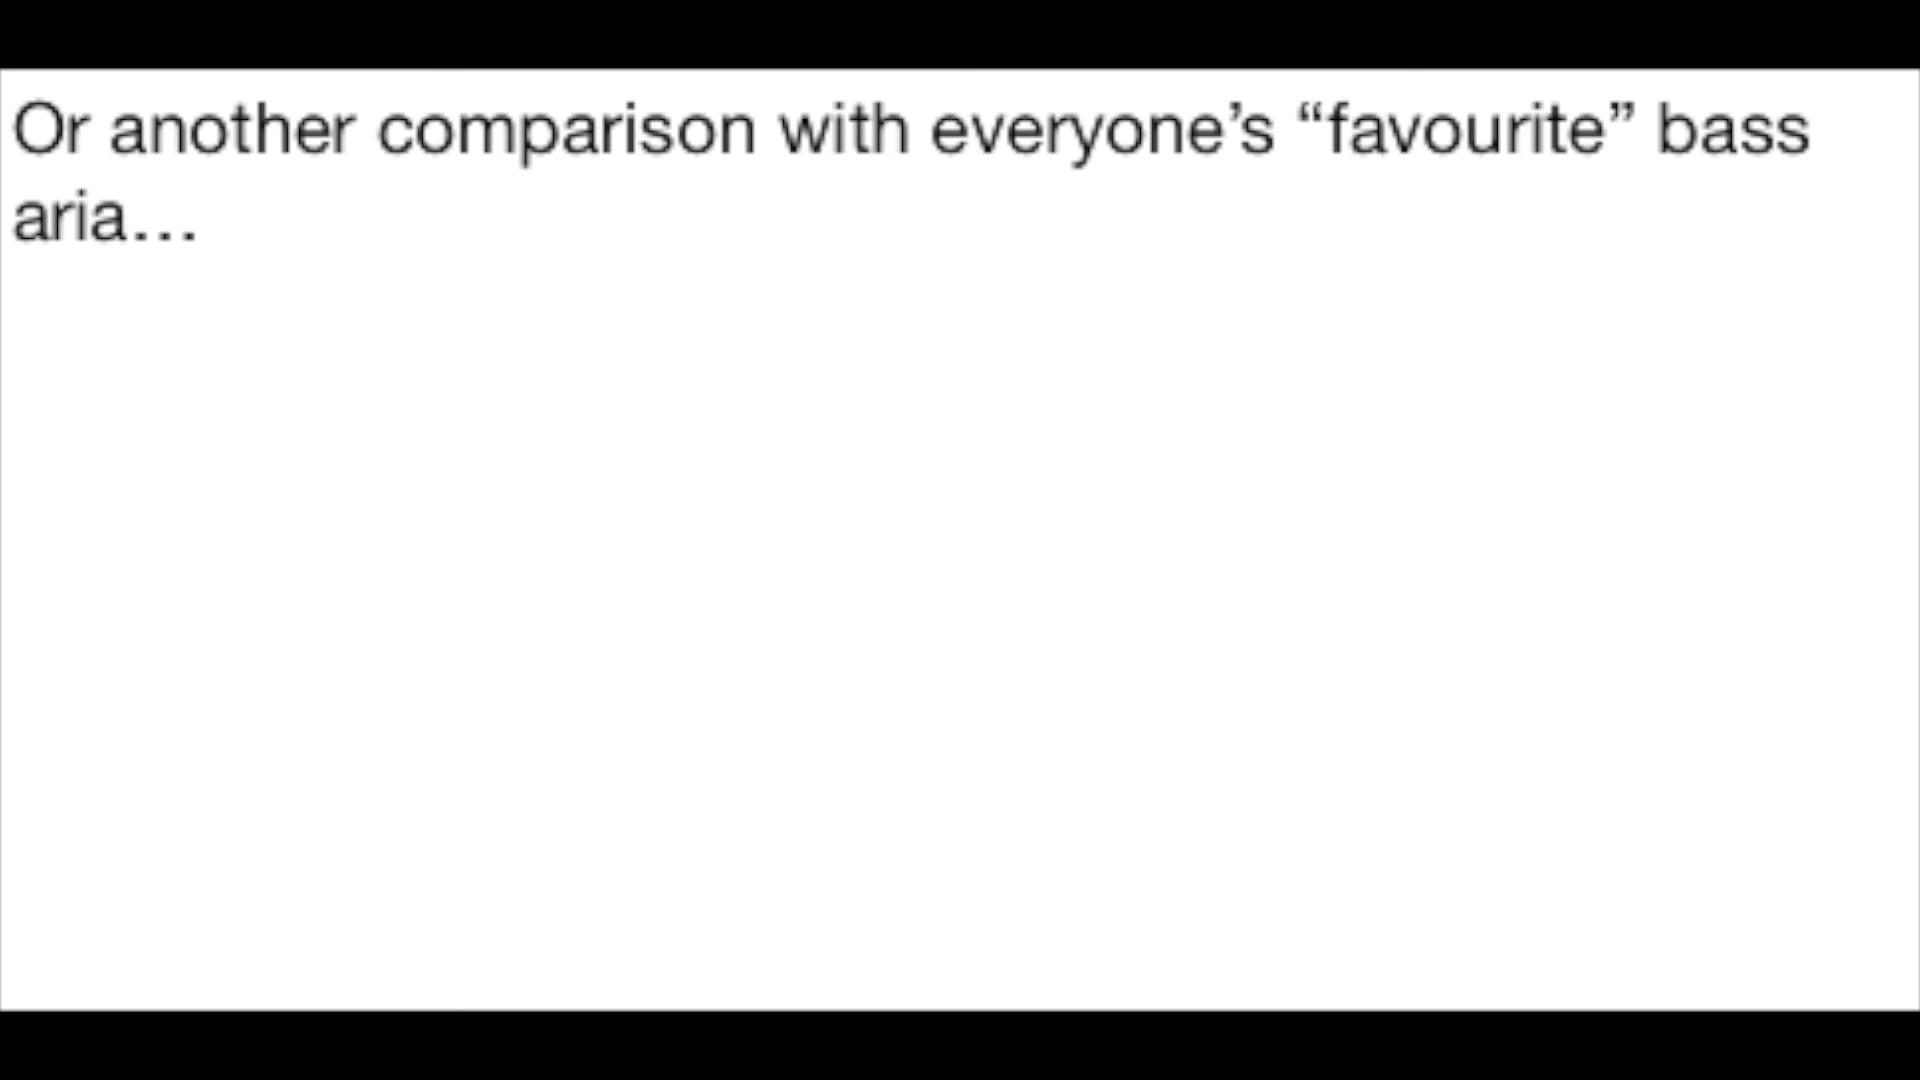 Or another comparison with everyone’s “favourite” bass
aria…